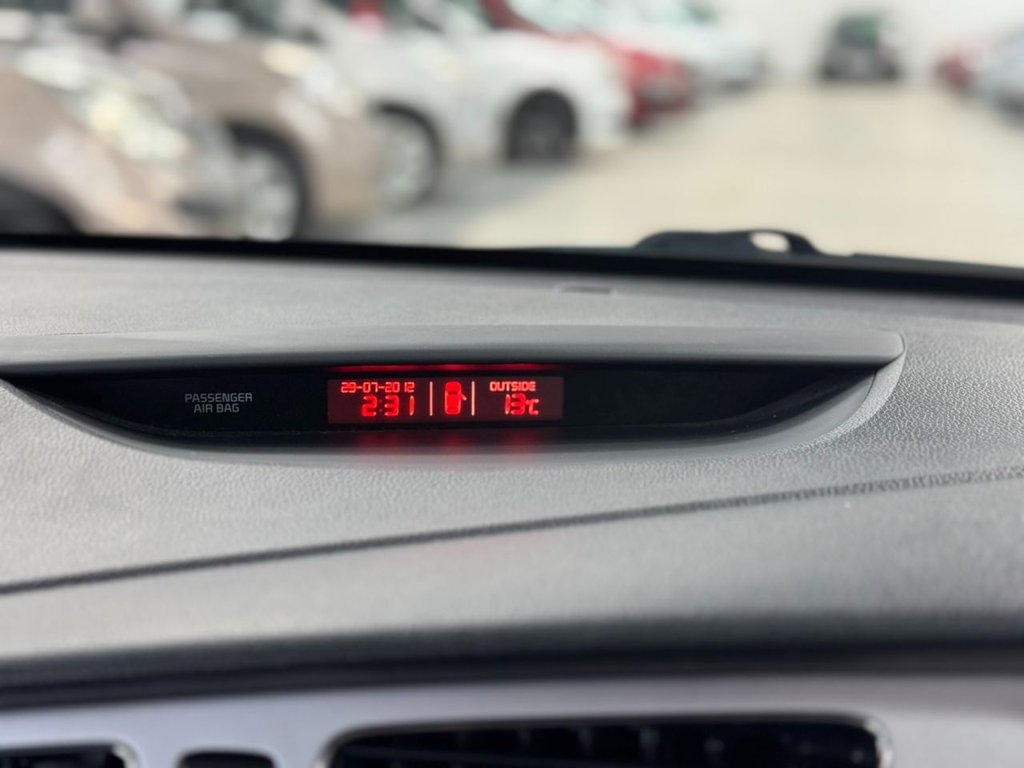 PASSENGER
AIR BAG
29-07-2012
2:31
OUTSIDE
13°C